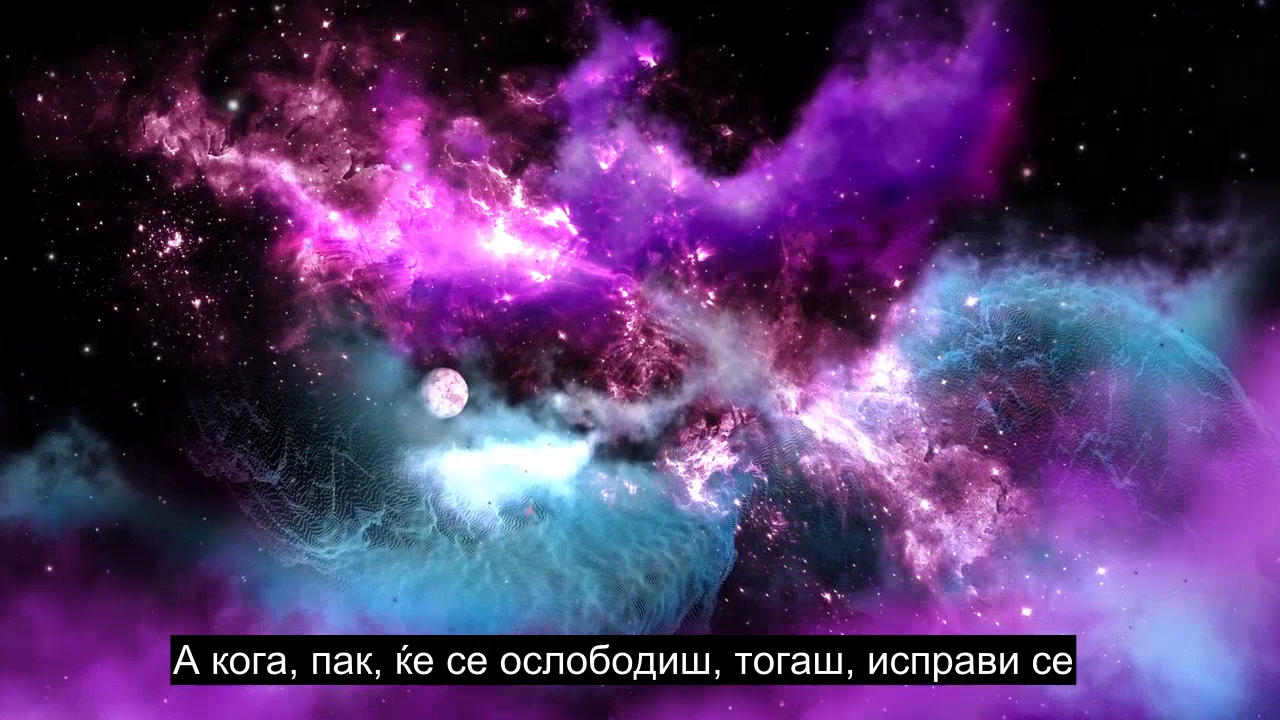 А кога, пак, ќе се ослободиш, тогаш, исправи се